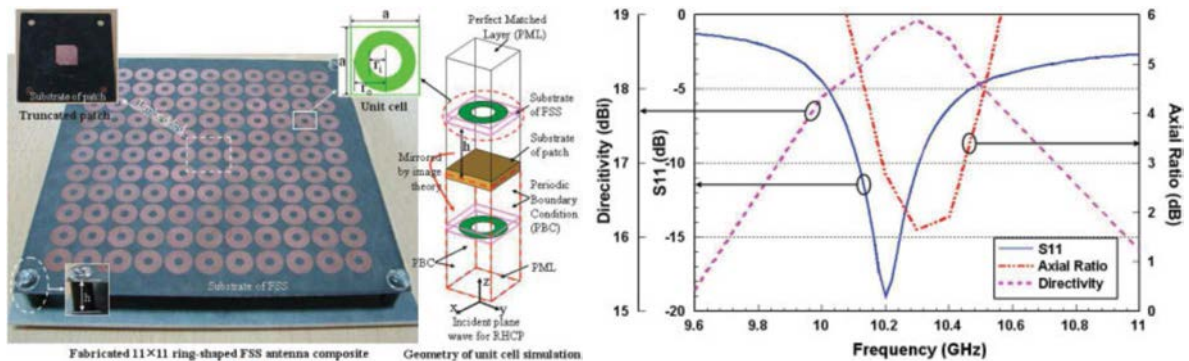 Substrate of patch
Truncated patch
a
a
r_i
r_o
Unit cell
h
Substrate of FSS
Fabricated 11×11 ring-shaped FSS antenna composite
Perfect Matched
Layer (PML)
Substrate
of FSS
h
Substrate
of patch
Mirrored
by image
theory
Periodic
Boundary
Condition
(PBC)
PBC
PML
z
x
y
Incident plane
wave for RHCP
Geometry of unit cell simulation
19
18
17
16
15
Directivity (dBi)
0
-5
-10
-15
-20
S11 (dB)
6
5
4
3
2
1
0
Axial Ratio (dB)
S11
Axial Ratio
Directivity
9.6
9.8
10
10.2
10.4
10.6
10.8
11
Frequency (GHz)